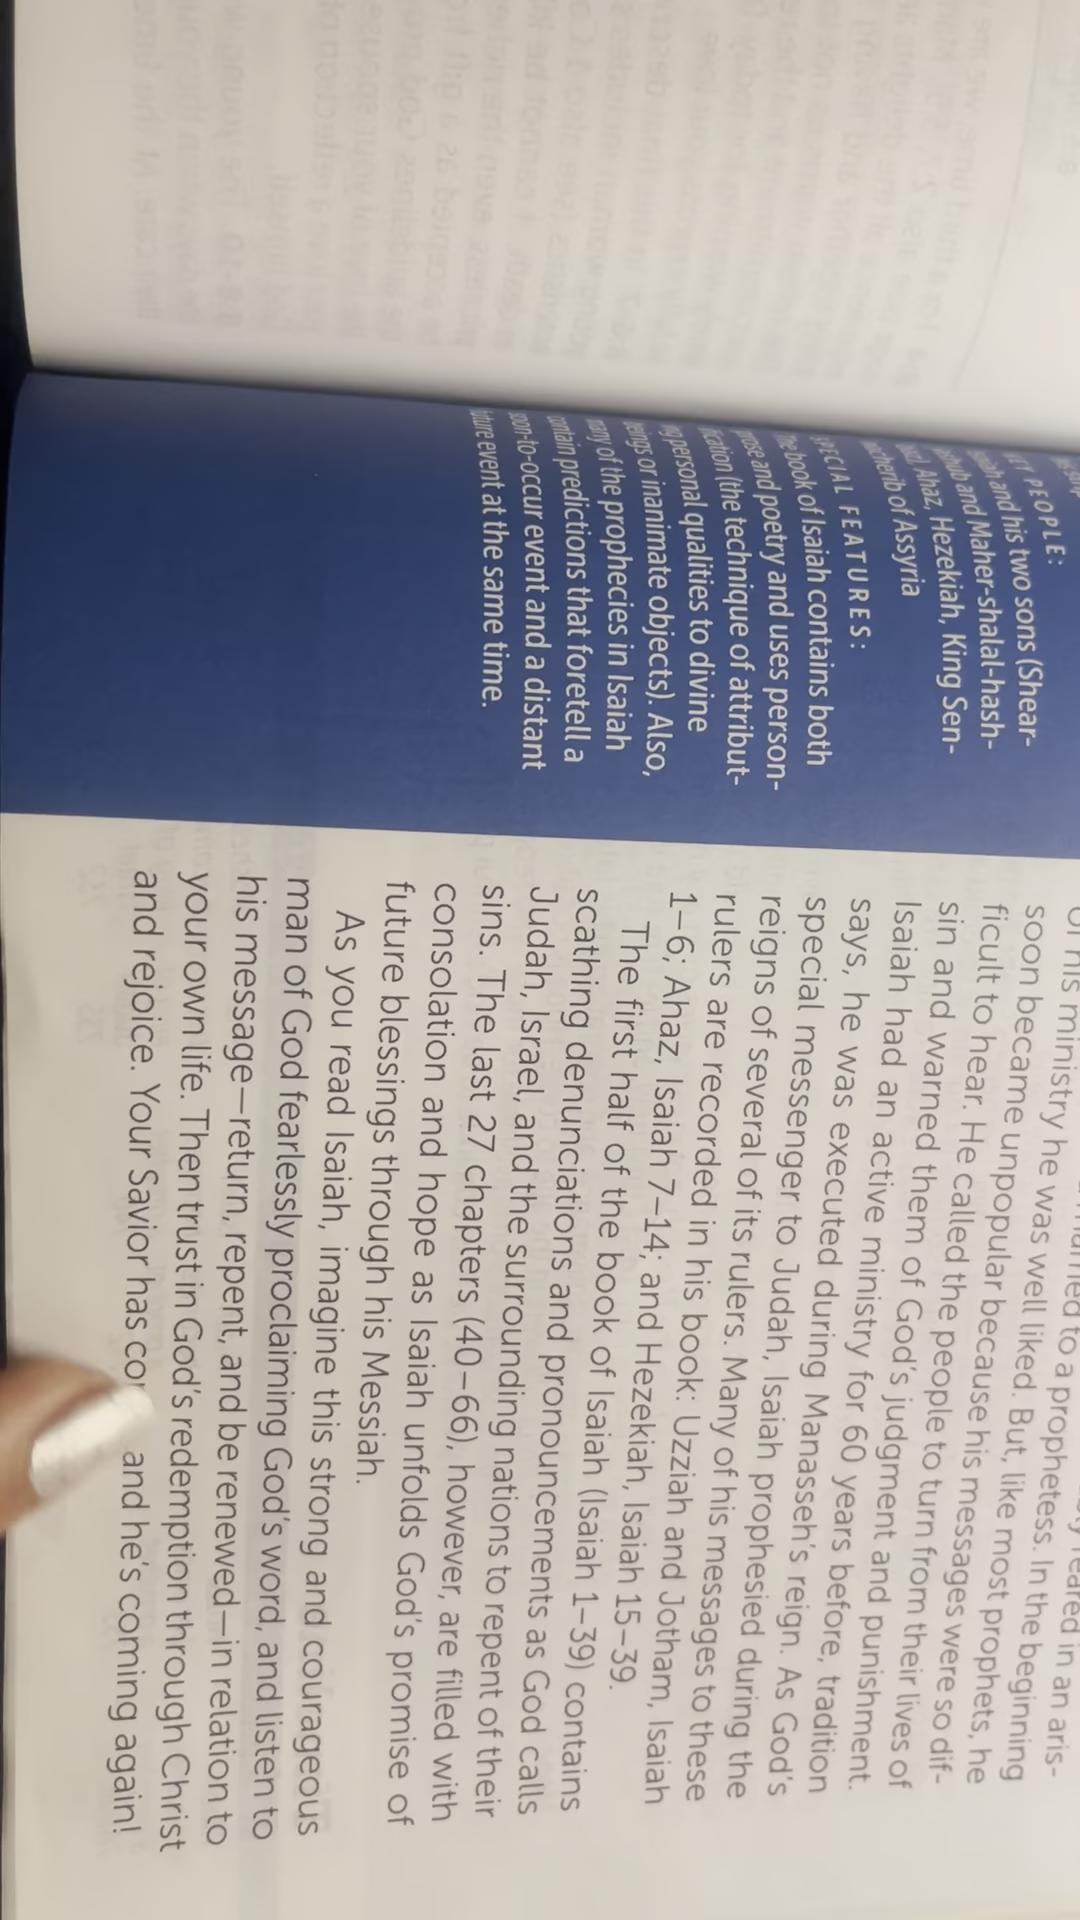 PEOPLE:
and his two sons (Shear-
and Maher-shalal-hash-
Ahaz, Hezekiah, King Sen-
of Assyria
SPECIAL FEATURES:
book of Isaiah contains both
and poetry and uses person-
(the technique of attribut-
personal qualities to divine
or inanimate objects). Also,
of the prophecies in Isaiah
predictions that foretell a
soon-to-occur event and a distant
event at the same time.
his ministry he was well liked. But, like most prophets, he
to a prophetess. In the beginning
reared in an aris-
soon became unpopular because his messages were so dif-
ficult to hear. He called the people to turn from their lives of
sin and warned them of God's judgment and punishment.
Isaiah had an active ministry for 60 years before, tradition
says, he was executed during Manasseh's reign. As God's
special messenger to Judah, Isaiah prophesied during the
reigns of several of its rulers. Many of his messages to these
rulers are recorded in his book: Uzziah and Jotham, Isaiah
1–6; Ahaz, Isaiah 7–14; and Hezekiah, Isaiah 15–39.
The first half of the book of Isaiah (Isaiah 1–39) contains
scathing denunciations and pronouncements as God calls
Judah, Israel, and the surrounding nations to repent of their
sins. The last 27 chapters (40–66), however, are filled with
consolation and hope as Isaiah unfolds God's promise of
future blessings through his Messiah.
As you read Isaiah, imagine this strong and courageous
man of God fearlessly proclaiming God's word, and listen to
his message—return, repent, and be renewed—in relation to
your own life. Then trust in God's redemption through Christ
and rejoice. Your Savior has and he's coming again!